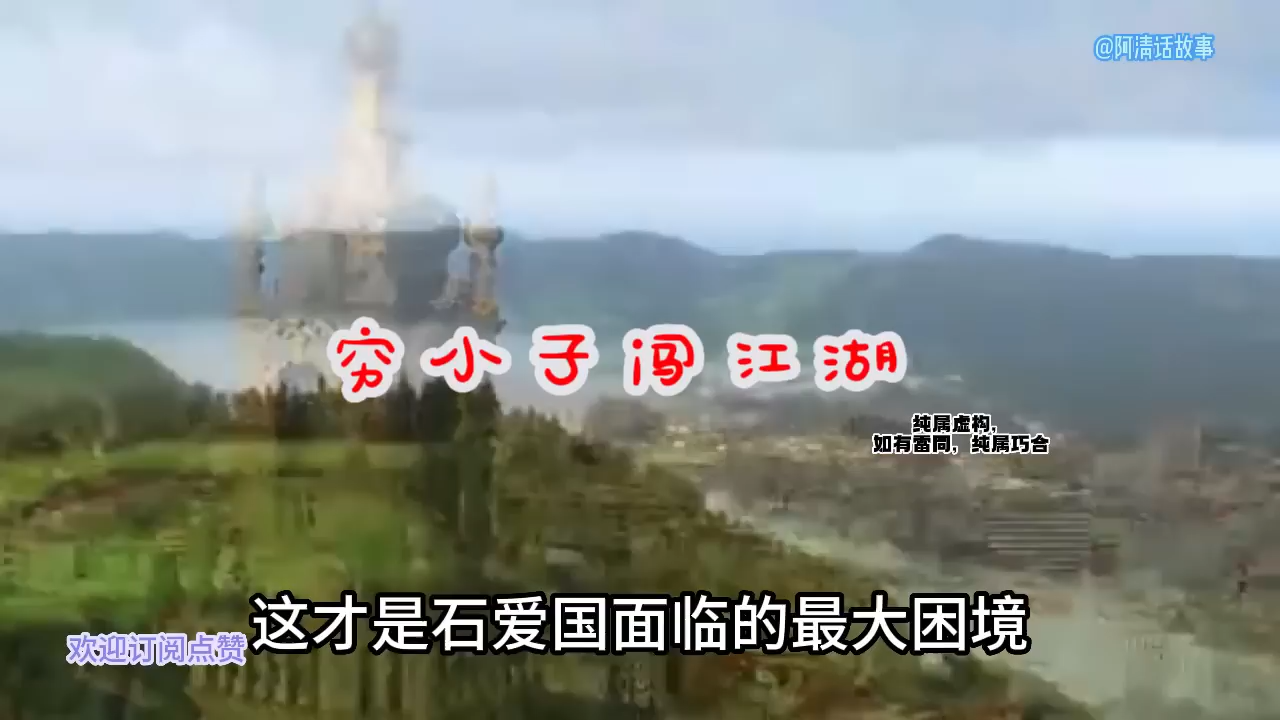 @阿清话故事
穷小子闯江湖
纯属虚构，
如有雷同，纯属巧合
这才是石爱国面临的最大困境
欢迎订阅点赞